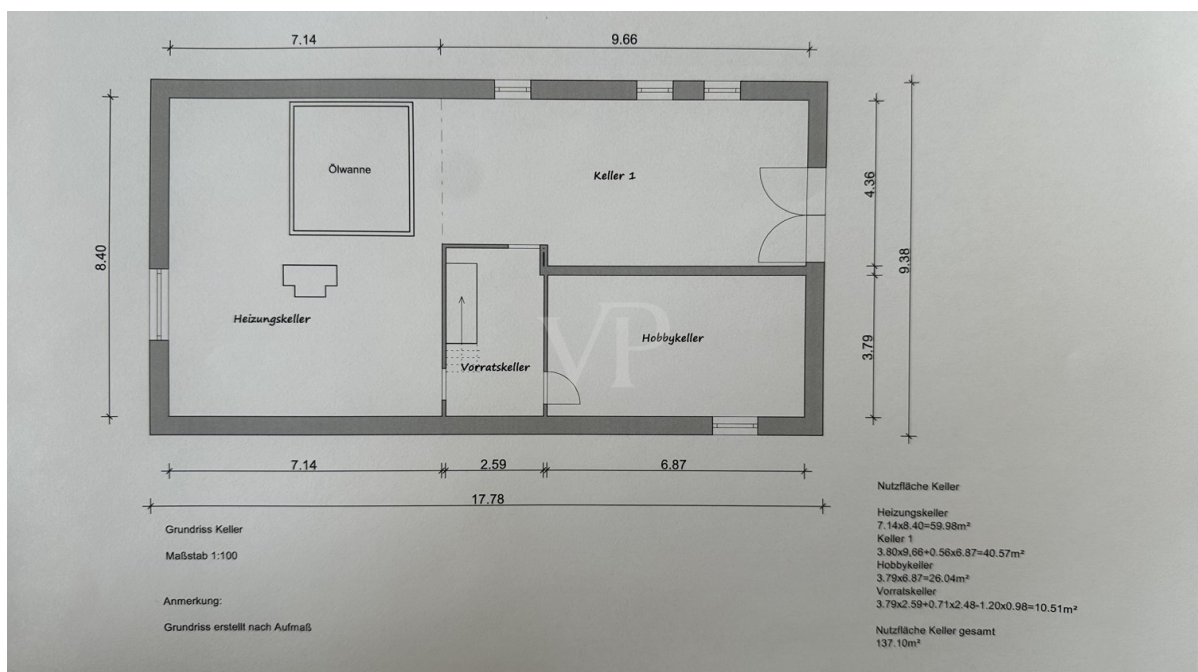 7.14
9.66
Ölwanne
Keller 1
4.36
8.40
9.38
Heizungskeller
Hobbykeller
3.79
Vorratskeller
VP
7.14
2.59
6.87
17.78
Grundriss Keller
Maßstab 1:100
Anmerkung:
Grundriss erstellt nach Aufmaß
Nutzfläche Keller
Heizungskeller
7.14x8.40=59.98m²
Keller 1
3.80x9,66+0.56x6.87=40.57m²
Hobbykeller
3.79x6.87=26.04m²
Vorratskeller
3.79x2.59+0.71x2.48-1.20x0.98=10.51m²
Nutzfläche Keller gesamt
137.10m²